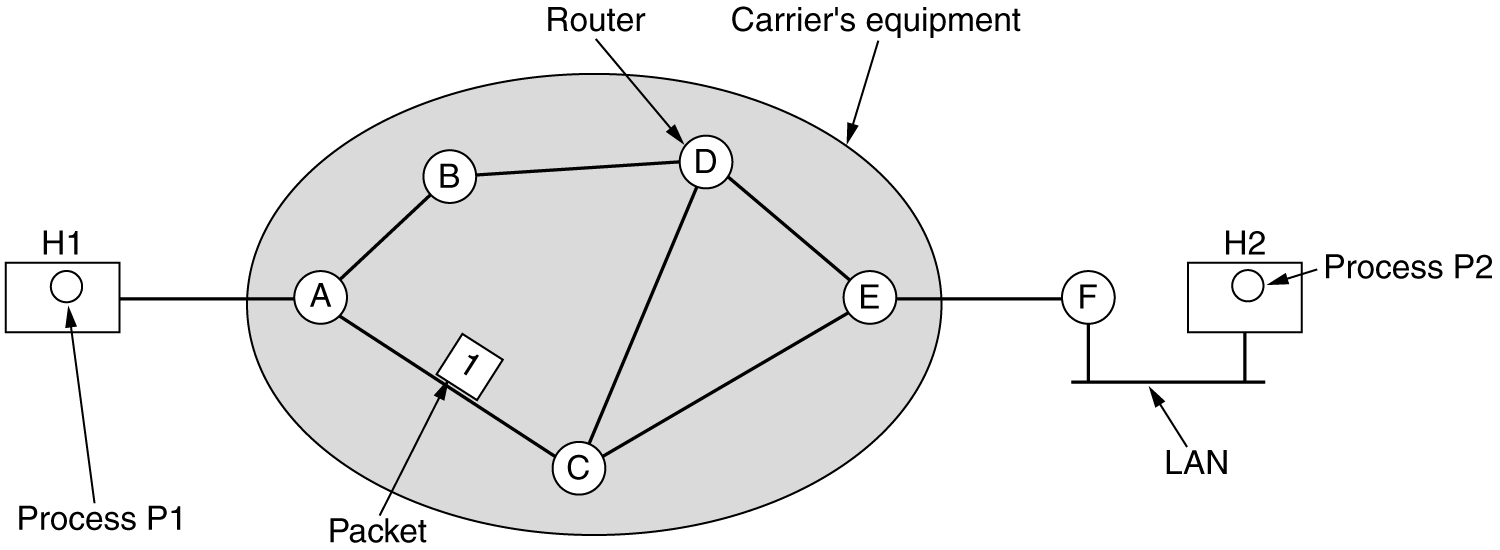 Router
Carrier's equipment
B
D
H1
H2
Process P2
A
E
F
1
C
LAN
Process P1
Packet